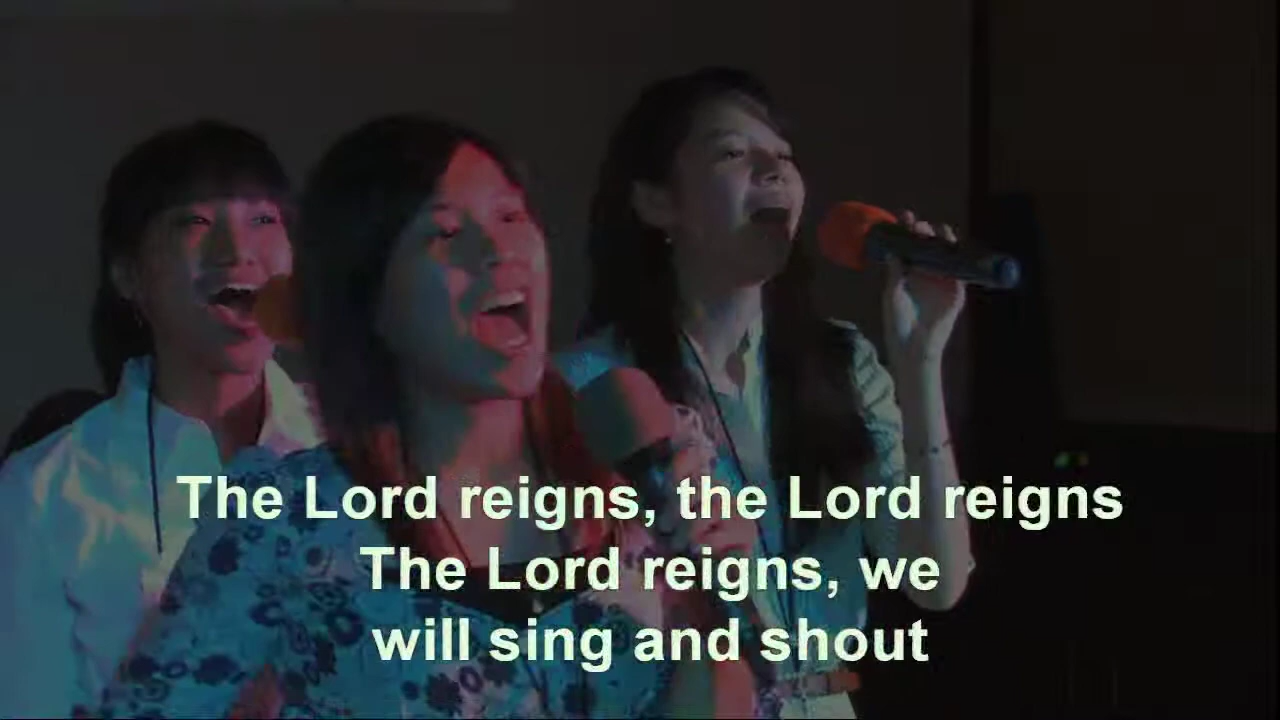 The Lord reigns, the Lord reigns
The Lord reigns, we
will sing and shout